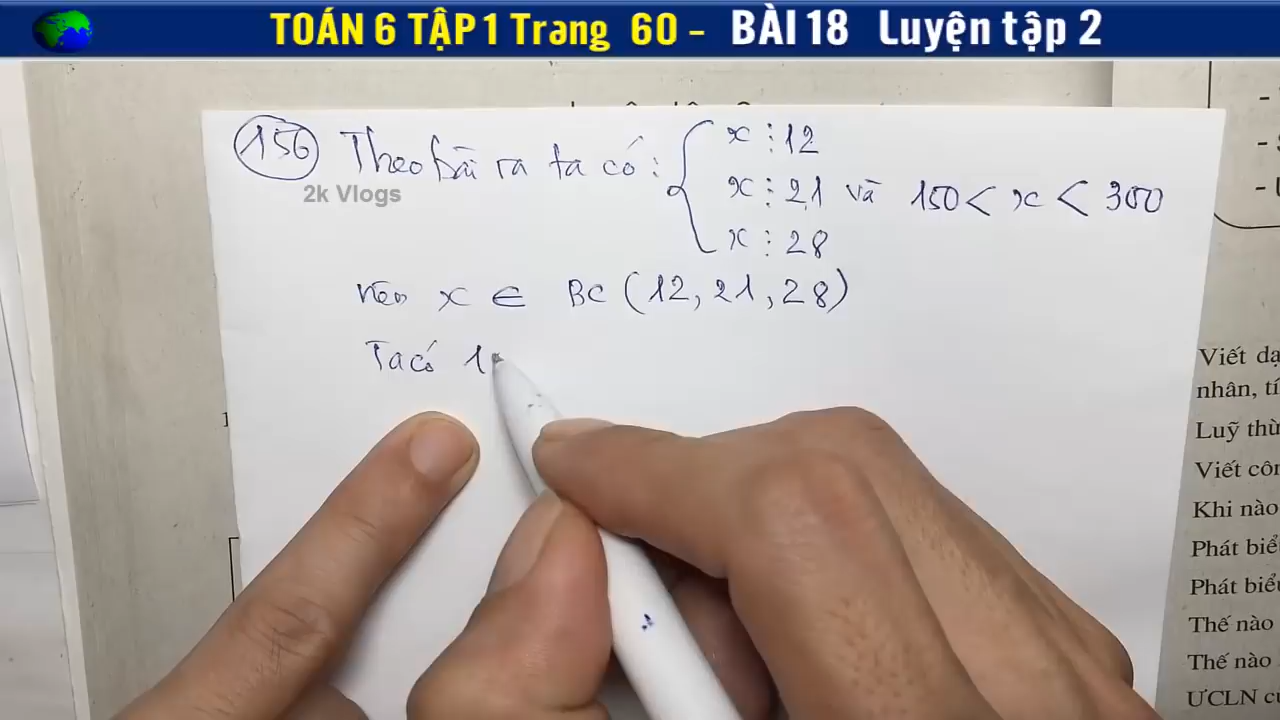 TOÁN 6 TẬP 1 Trang 60 - BÀI 18 Luyện tập 2
156 Theo bài ra ta có: { x ⋮ 12
x ⋮ 21 và 150 < x < 300
x ⋮ 28
2k Vlogs
nên x ∈ BC (12, 21, 28)
Ta có 1
Viết dạ
nhân, tí
Luỹ thừ
Viết côn
Khi nào
Phát biể
Phát biểu
Thế nào
Thế nào
ƯCLN củ